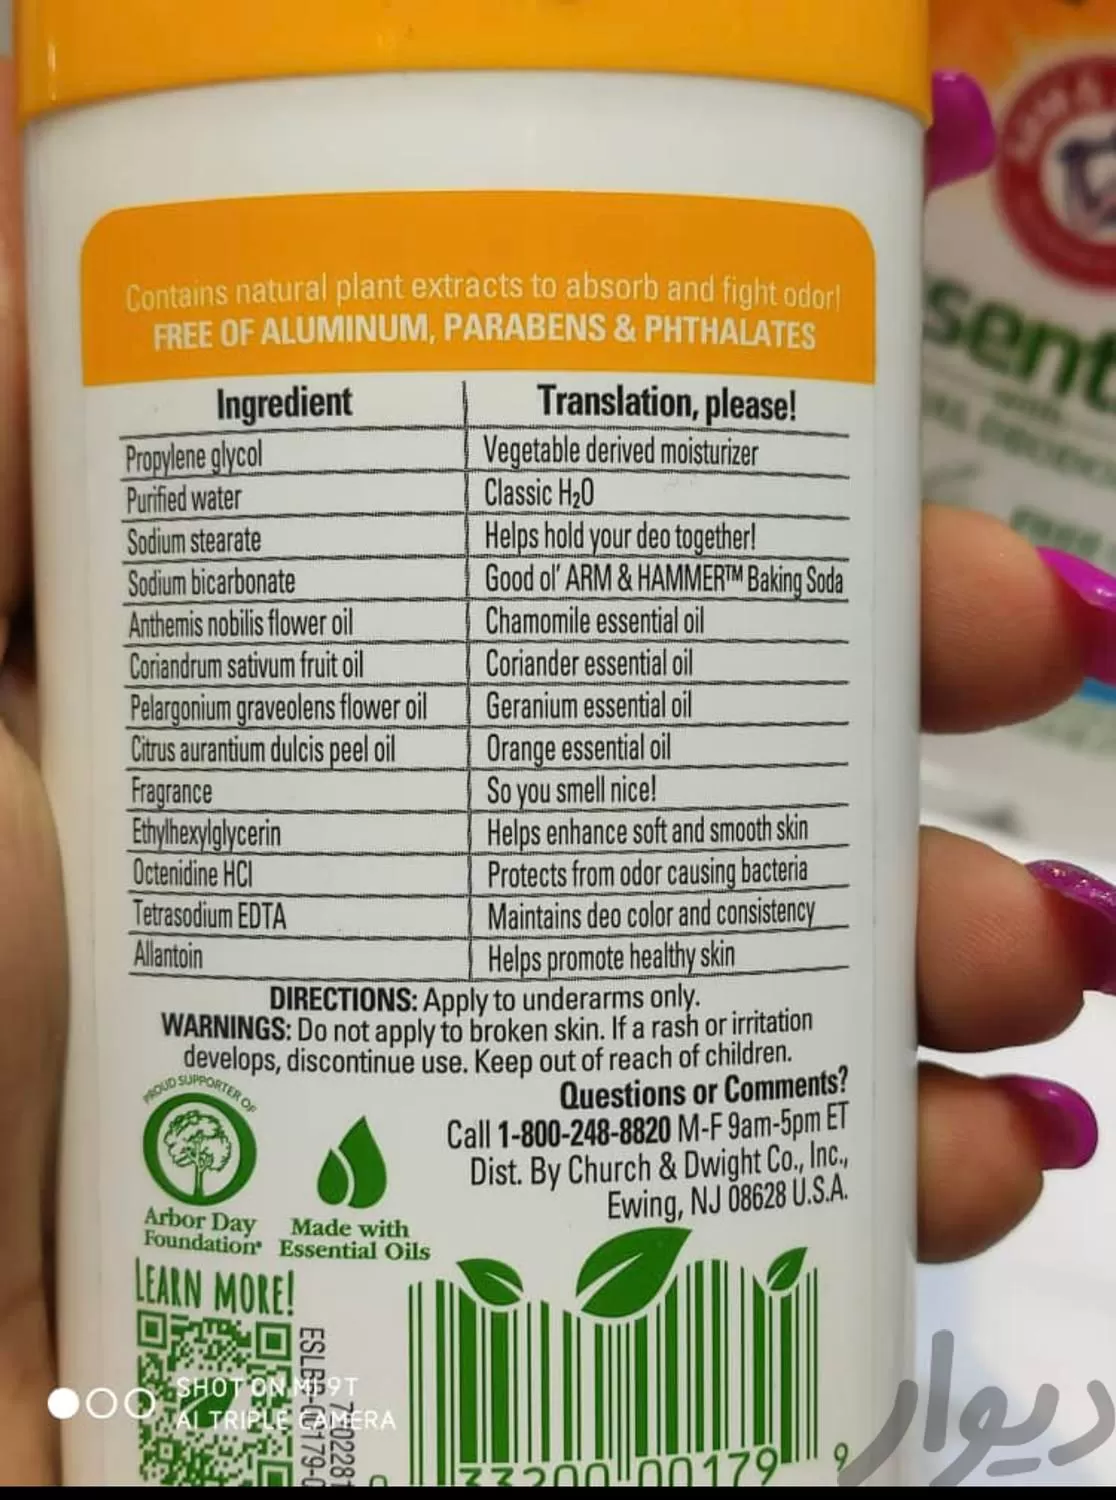 Contains natural plant extracts to absorb and fight odor!
FREE OF ALUMINUM, PARABENS & PHTHALATES
Ingredient Translation, please!
Propylene glycol Vegetable derived moisturizer
Purified water Classic H₂O
Sodium stearate Helps hold your deo together!
Sodium bicarbonate Good ol' ARM & HAMMER™ Baking Soda
Anthemis nobilis flower oil Chamomile essential oil
Coriandrum sativum fruit oil Coriander essential oil
Pelargonium graveolens flower oil Geranium essential oil
Citrus aurantium dulcis peel oil Orange essential oil
Fragrance So you smell nice!
Ethylhexylglycerin Helps enhance soft and smooth skin
Octenidine HCl Protects from odor causing bacteria
Tetrasodium EDTA Maintains deo color and consistency
Allantoin Helps promote healthy skin
DIRECTIONS: Apply to underarms only.
WARNINGS: Do not apply to broken skin. If a rash or irritation
develops, discontinue use. Keep out of reach of children.
PROUD SUPPORTER OF
Arbor Day
Foundation®
Made with
Essential Oils
Questions or Comments?
Call 1-800-248-8820 M-F 9am-5pm ET
Dist. By Church & Dwight Co., Inc.,
Ewing, NJ 08628 U.S.A.
LEARN MORE!
33200 00179 9
SHOT ON MI 9T
AI TRIPLE CAMERA
sent
دیوار